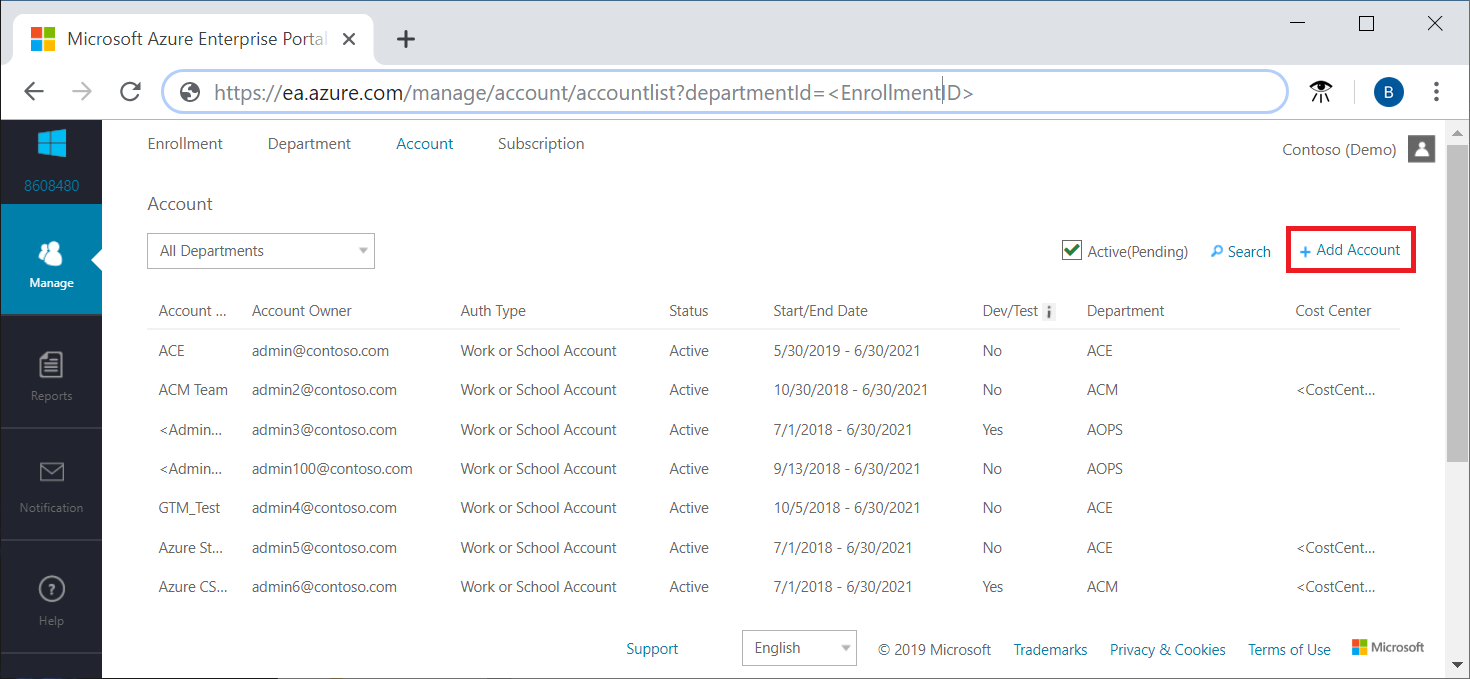 Microsoft Azure Enterprise Portal
https://ea.azure.com/manage/account/accountlist?departmentId=<EnrollmentID>
B
8608480
Manage
Reports
Notification
Help
Enrollment Department Account Subscription
Contoso (Demo)
Account
All Departments
Active(Pending) Search + Add Account
Account ... Account Owner Auth Type Status Start/End Date Dev/Test i Department Cost Center
ACE admin@contoso.com Work or School Account Active 5/30/2019 - 6/30/2021 No ACE
ACM Team admin2@contoso.com Work or School Account Active 10/30/2018 - 6/30/2021 No ACM <CostCent...
<Admin... admin3@contoso.com Work or School Account Active 7/1/2018 - 6/30/2021 Yes AOPS
<Admin... admin100@contoso.com Work or School Account Active 9/13/2018 - 6/30/2021 No AOPS
GTM_Test admin4@contoso.com Work or School Account Active 10/5/2018 - 6/30/2021 No ACE
Azure St... admin5@contoso.com Work or School Account Active 7/1/2018 - 6/30/2021 No ACE <CostCent...
Azure CS... admin6@contoso.com Work or School Account Active 7/1/2018 - 6/30/2021 Yes ACM <CostCent...
Support English © 2019 Microsoft Trademarks Privacy & Cookies Terms of Use Microsoft